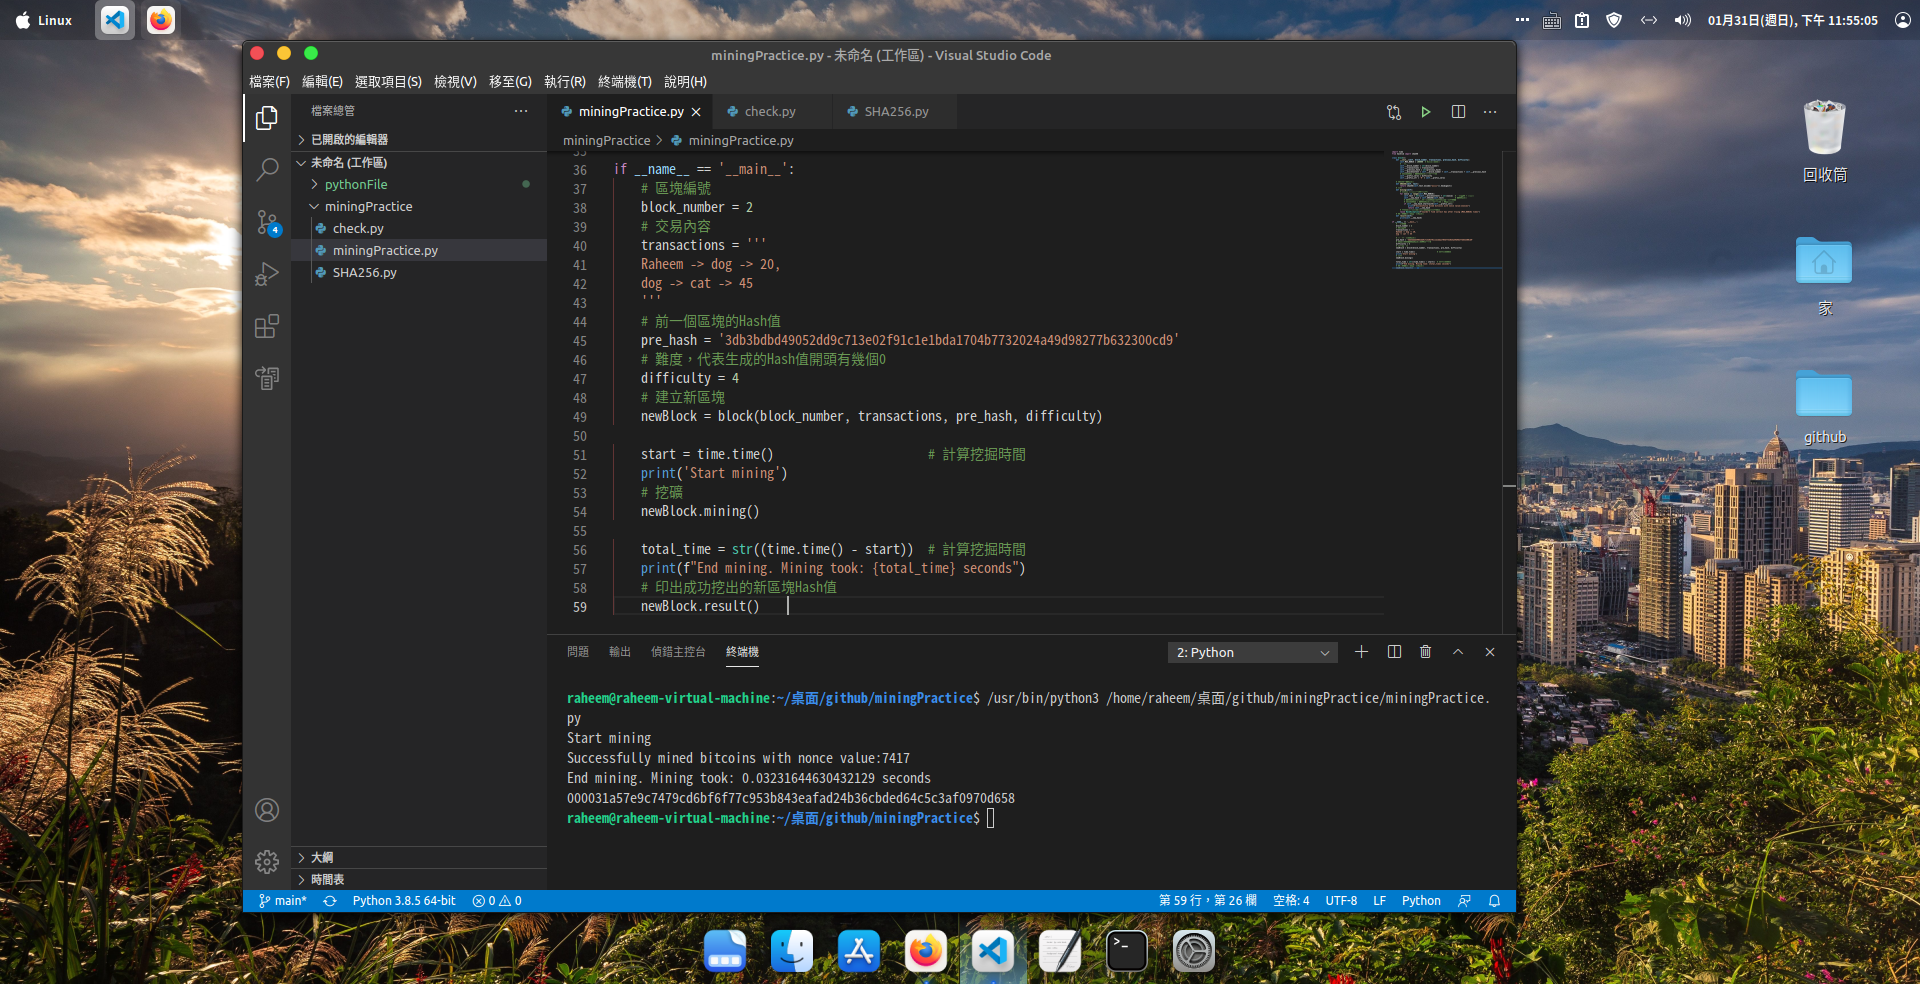 Linux
01月31日(週日), 下午 11:55:05
miningPractice.py - 未命名 (工作區) - Visual Studio Code
檔案(F) 編輯(E) 選取項目(S) 檢視(V) 移至(G) 執行(R) 終端機(T) 說明(H)
檔案總管
已開啟的編輯器
未命名 (工作區)
pythonFile
miningPractice
check.py
miningPractice.py
SHA256.py
大綱
時間表
4
miningPractice.py check.py SHA256.py
miningPractice > miningPractice.py
36 if __name__ == '__main__':
37 # 區塊編號
38 block_number = 2
39 # 交易內容
40 transactions = '''
41 Raheem -> dog -> 20,
42 dog -> cat -> 45
43 '''
44 # 前一個區塊的Hash值
45 pre_hash = '3db3bdbd49052dd9c713e02f91c1e1bda1704b7732024a49d98277b632300cd9'
46 # 難度，代表生成的Hash值開頭有幾個0
47 difficulty = 4
48 # 建立新區塊
49 newBlock = block(block_number, transactions, pre_hash, difficulty)
50
51 start = time.time() # 計算挖掘時間
52 print('Start mining')
53 # 挖礦
54 newBlock.mining()
55
56 total_time = str((time.time() - start)) # 計算挖掘時間
57 print(f"End mining. Mining took: {total_time} seconds")
58 # 印出成功挖出的新區塊Hash值
59 newBlock.result()
問題 輸出 偵錯主控台 終端機
2: Python
raheem@raheem-virtual-machine:~/桌面/github/miningPractice$ /usr/bin/python3 /home/raheem/桌面/github/miningPractice/miningPractice.
py
Start mining
Successfully mined bitcoins with nonce value:7417
End mining. Mining took: 0.03231644630432129 seconds
000031a57e9c7479cd6bf6f77c953b843eafad24b36cbded64c5c3af0970d658
raheem@raheem-virtual-machine:~/桌面/github/miningPractice$
main* Python 3.8.5 64-bit 0 0 第 59 行，第 26 欄 空格: 4 UTF-8 LF Python
回收筒
家
github